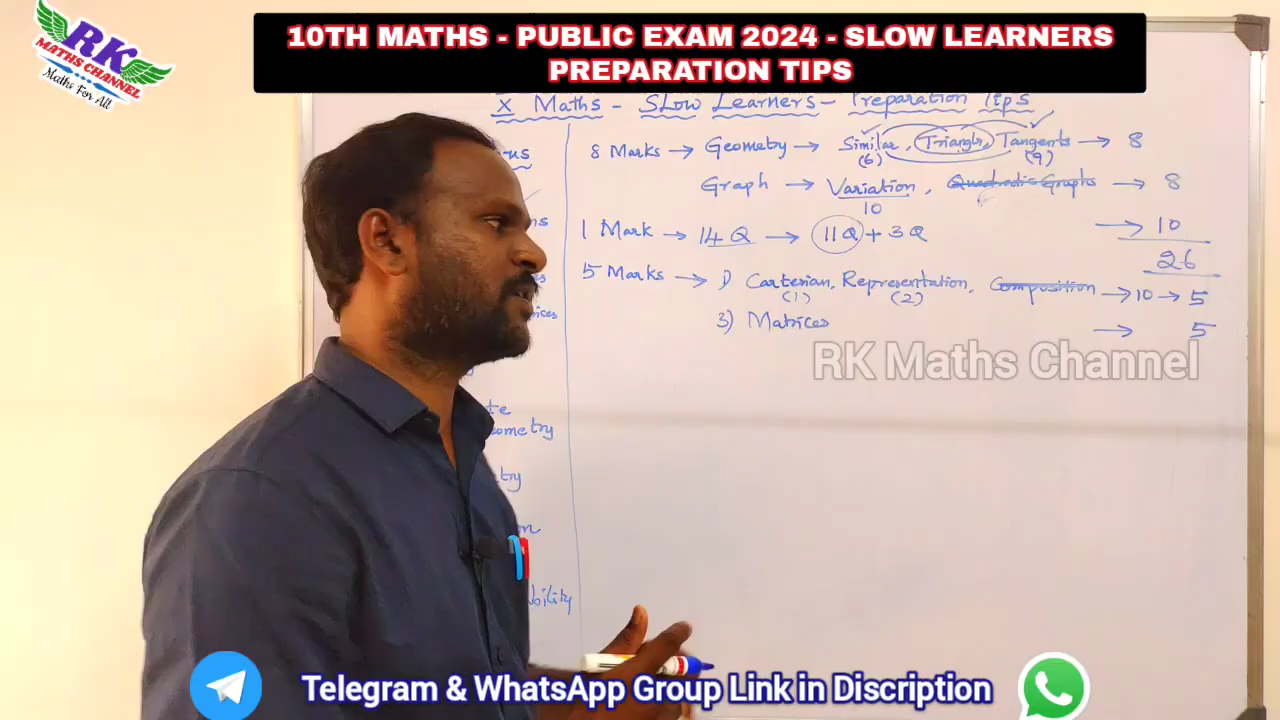 10TH MATHS - PUBLIC EXAM 2024 - SLOW LEARNERS
PREPARATION TIPS
RK
MATHS CHANNEL
Maths For All
X Maths - SLow Learners - Preparation Tips
8 Marks → Geometry → Similar, Triangle, Tangents → 8
(6) (9)
Graph → Variation, Quadratic Graphs → 8
10
1 Mark → 14 Q → 11Q + 3Q → 10
26
5 Marks → 1) Cartesian, Representation, Composition → 10 → 5
(1) (2)
3) Matrices → 5
RK Maths Channel
Telegram & WhatsApp Group Link in Discription